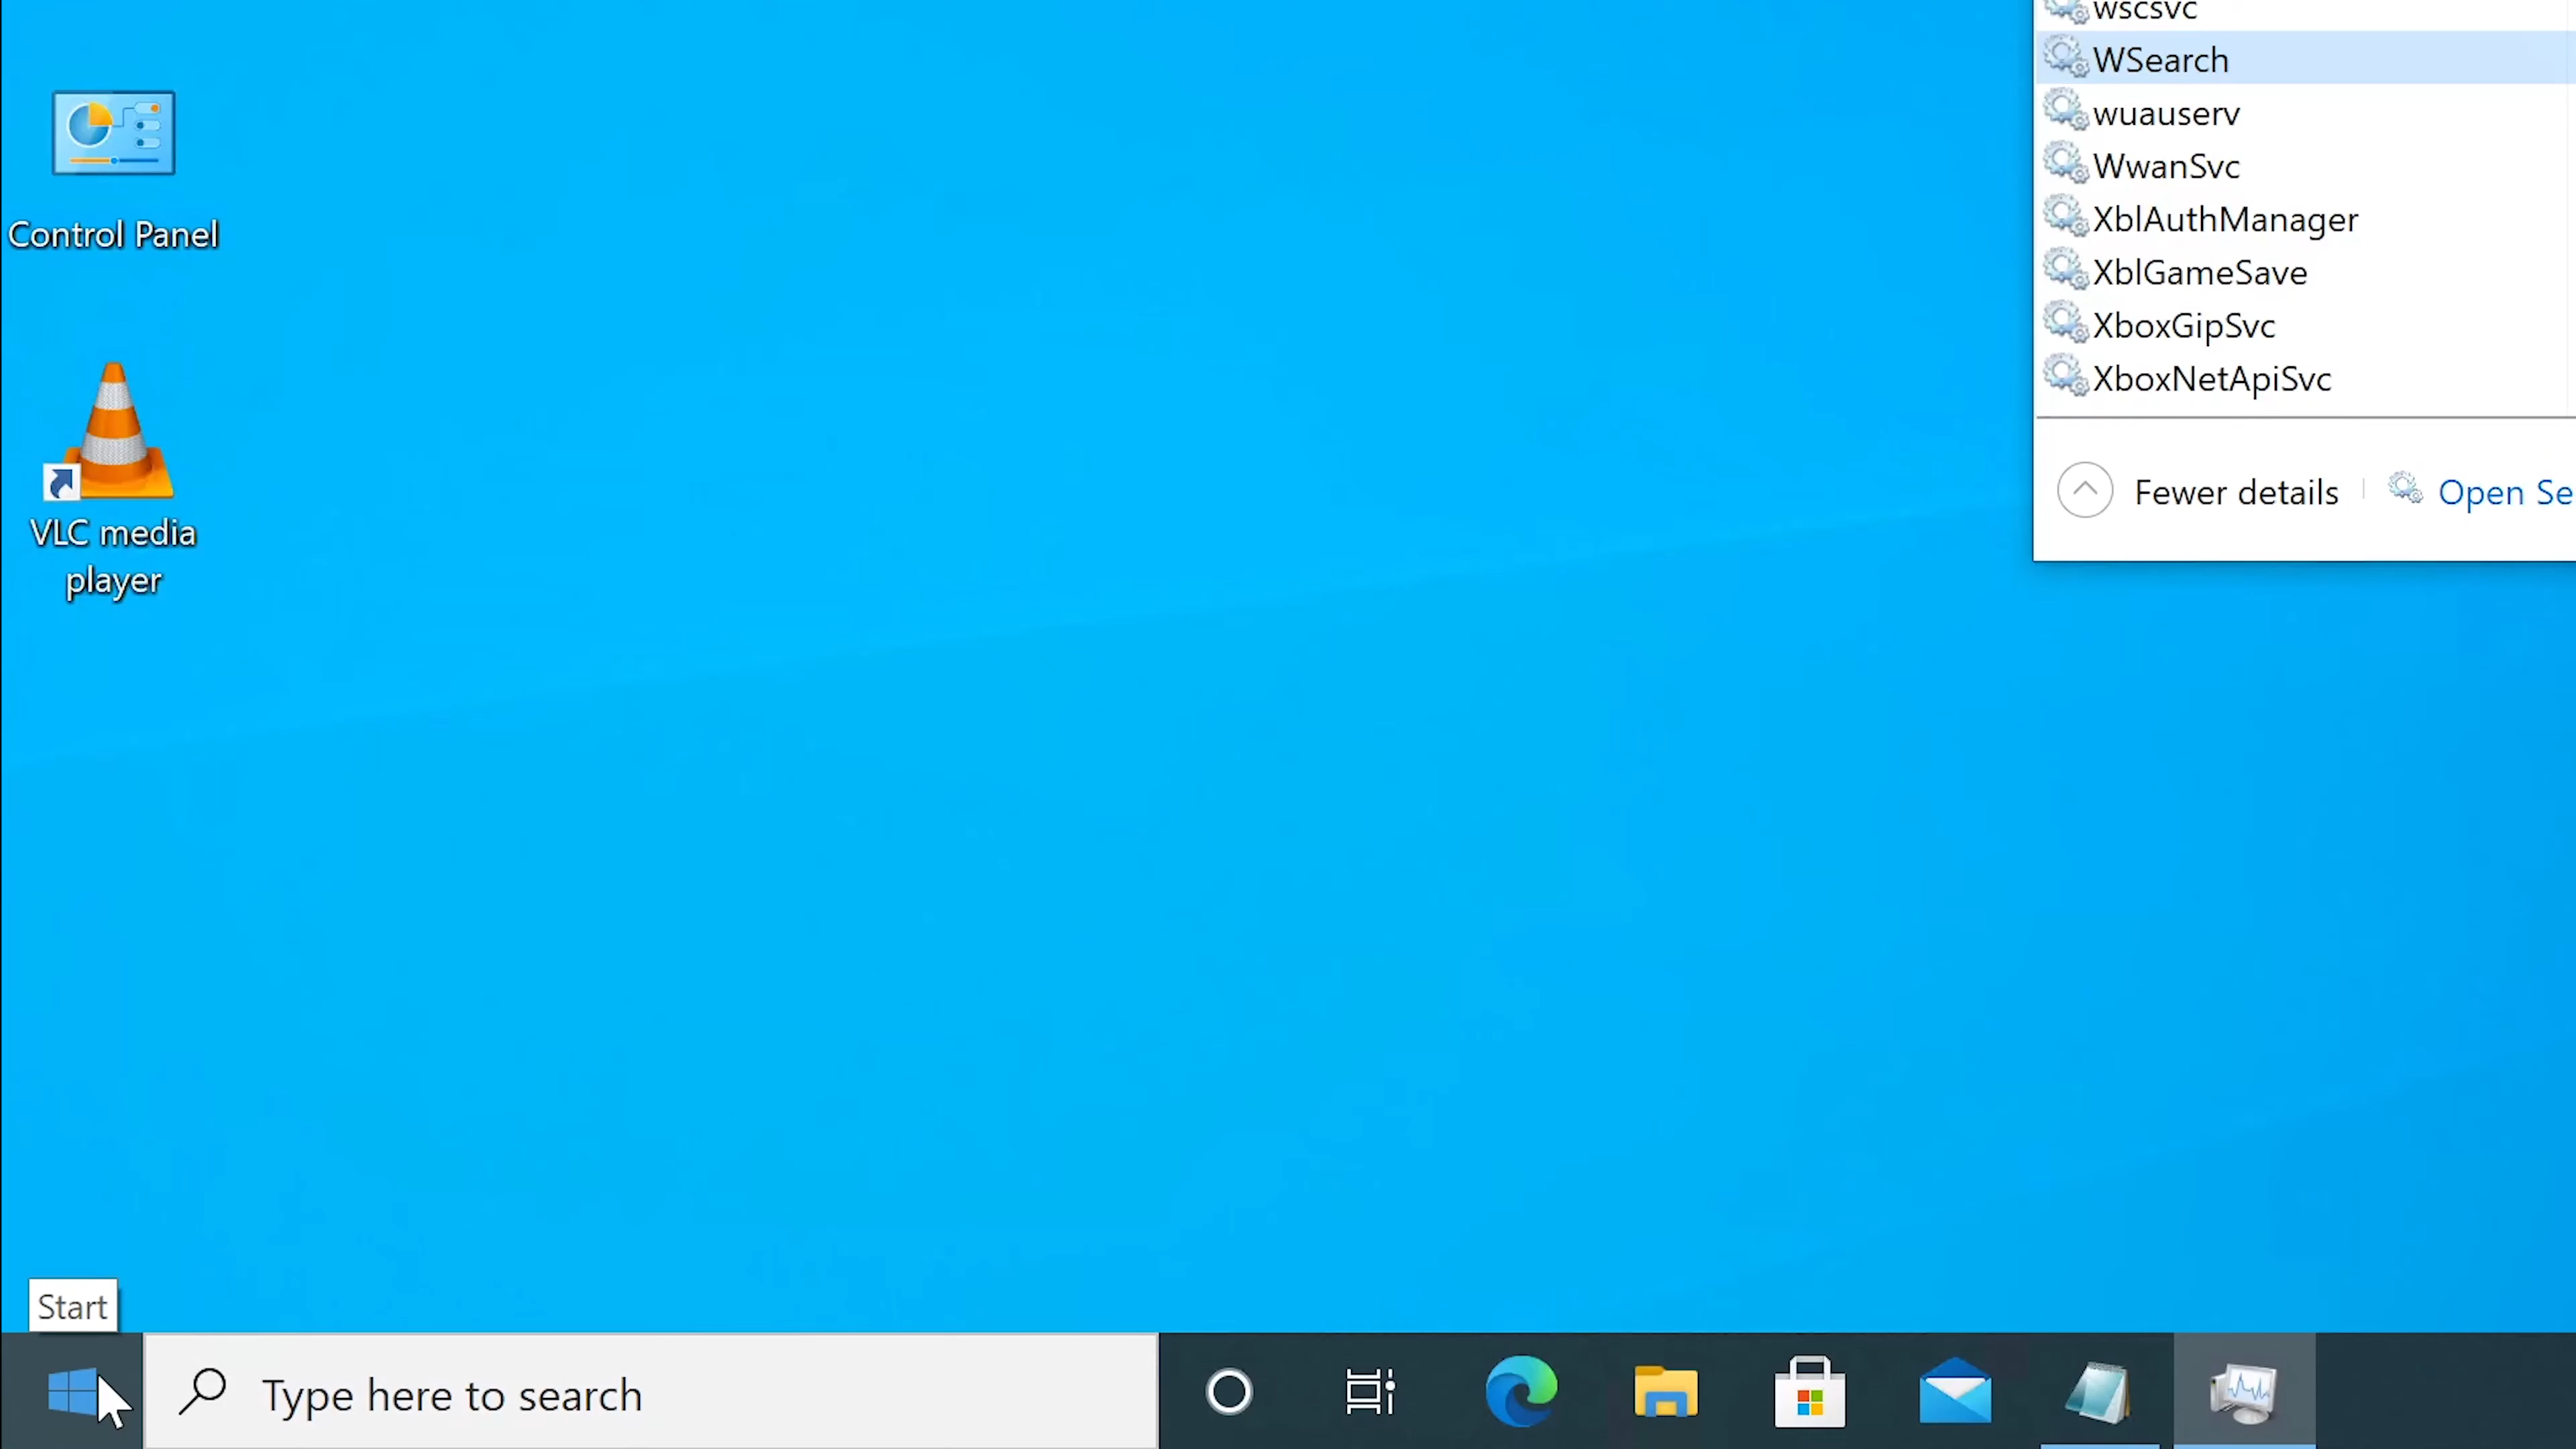 Control Panel
VLC media
player
wscsvc
WSearch
wuauserv
WwanSvc
XblAuthManager
XblGameSave
XboxGipSvc
XboxNetApiSvc
Fewer details
Open Se
Start
Type here to search